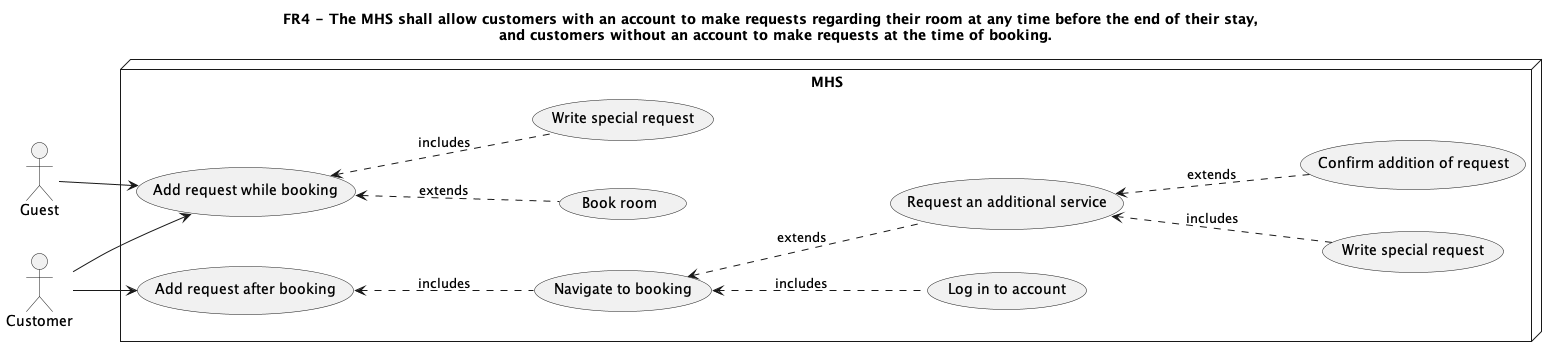 FR4 - The MHS shall allow customers with an account to make requests regarding their room at any time before the end of their stay,
and customers without an account to make requests at the time of booking.
MHS
Write special request
includes
Add request while booking
extends
Book room
Guest
Confirm addition of request
extends
Request an additional service
includes
Write special request
extends
Customer
Add request after booking
includes
Navigate to booking
includes
Log in to account